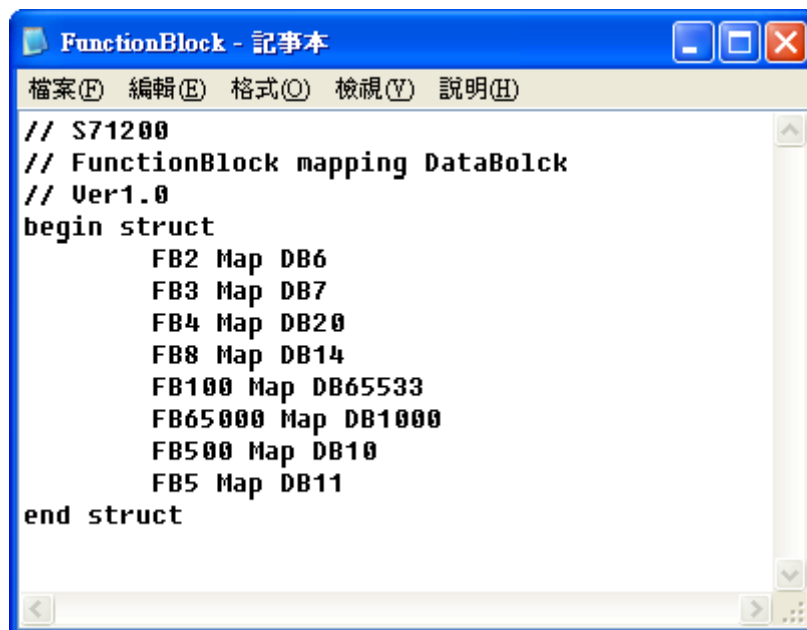 FunctionBlock - 記事本
檔案(F) 編輯(E) 格式(O) 檢視(V) 說明(H)
// S71200
// FunctionBlock mapping DataBolck
// Ver1.0
begin struct
FB2 Map DB6
FB3 Map DB7
FB4 Map DB20
FB8 Map DB14
FB100 Map DB65533
FB65000 Map DB1000
FB500 Map DB10
FB5 Map DB11
end struct